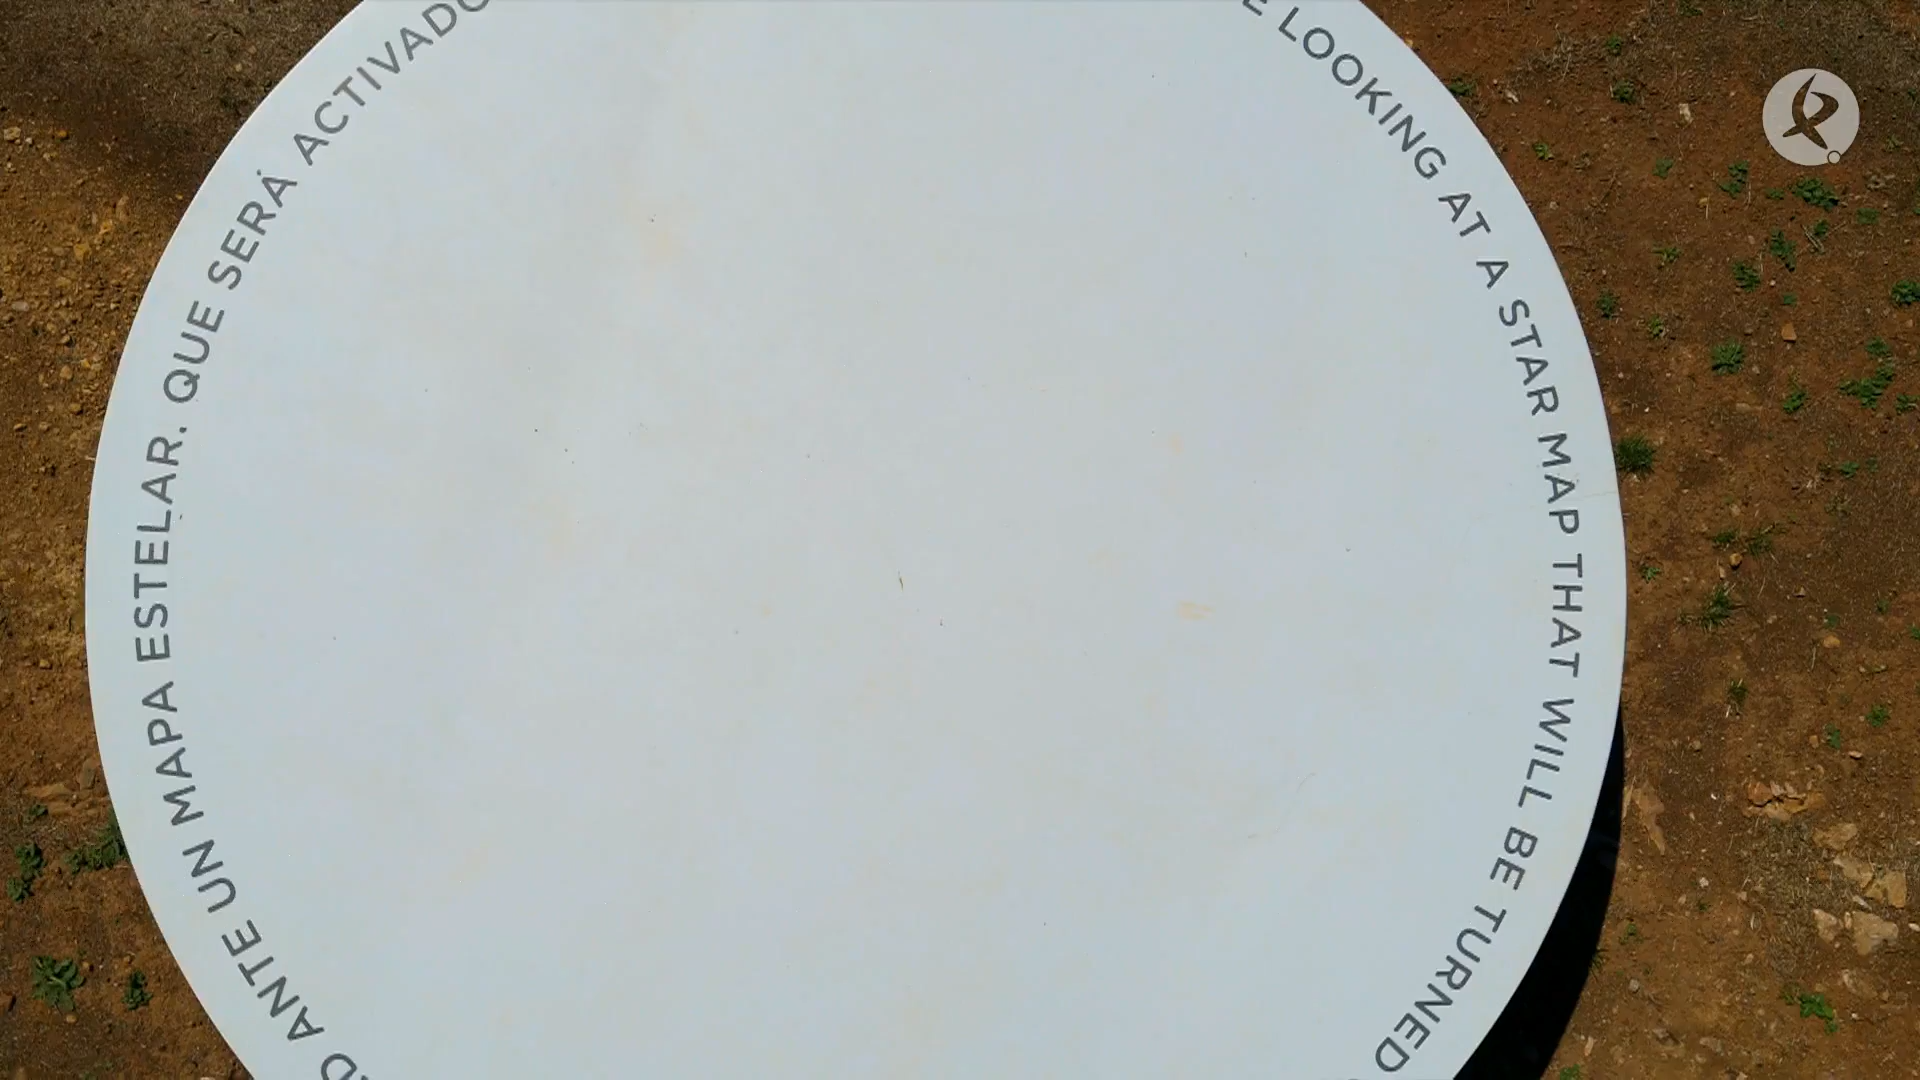 ANTE UN MAPA ESTELAR. QUE SERÁ ACTIVADO
LOOKING AT A STAR MAP THAT WILL BE TURNED